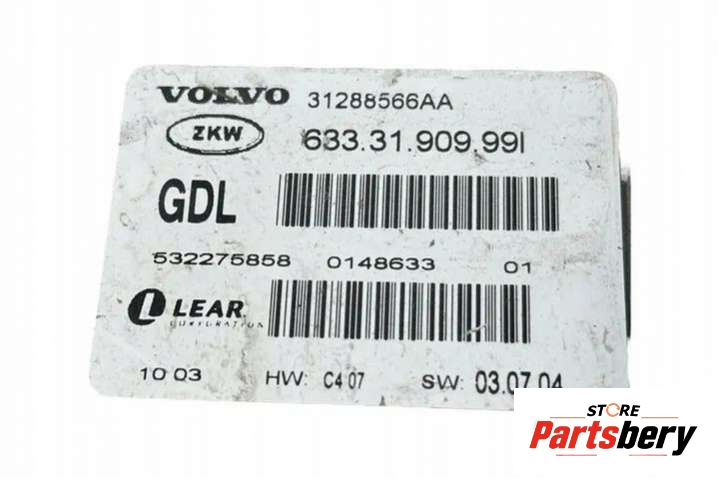 VOLVO 31288566AA
ZKW 633.31.909.99I
GDL
532275858 0148633 01
LEAR
CORPORATION
10 03 HW: C4 07 SW: 03.07.04
STORE
Partsbery